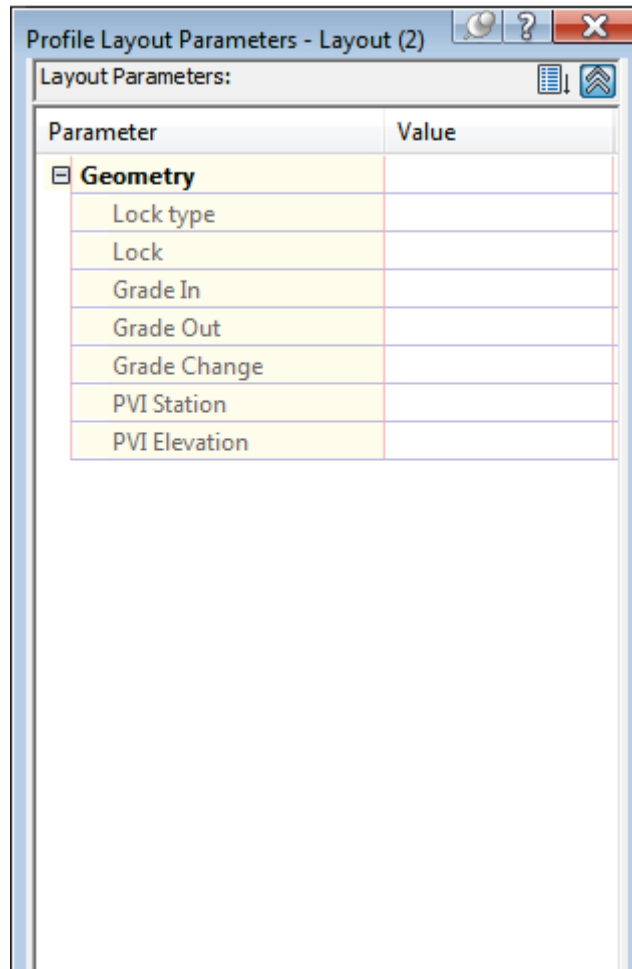 Profile Layout Parameters - Layout (2)
Layout Parameters:
Parameter Value
Geometry
Lock type
Lock
Grade In
Grade Out
Grade Change
PVI Station
PVI Elevation